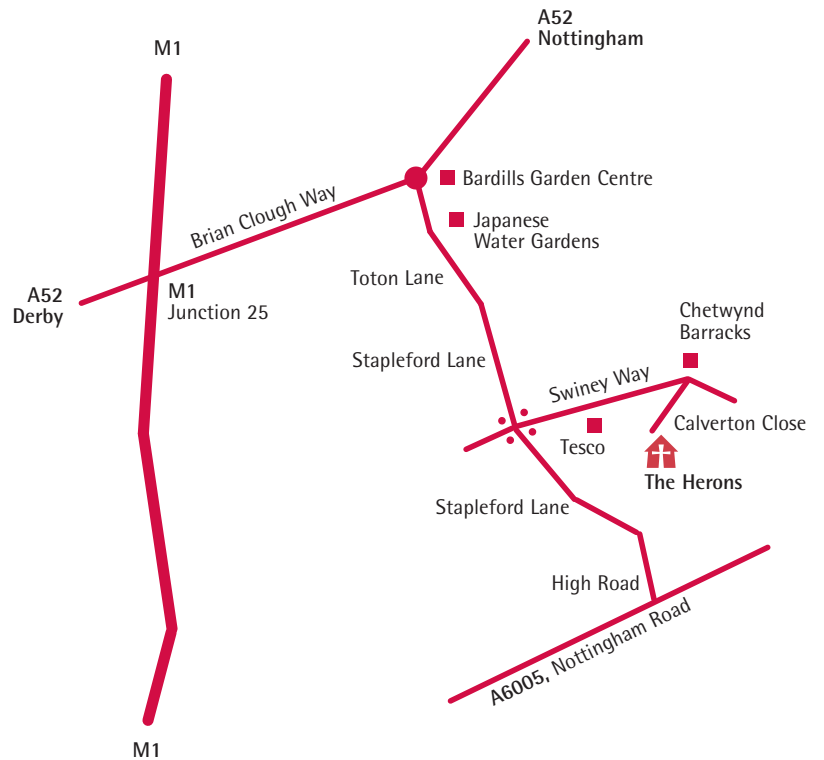 A52
Nottingham
M1
Bardills Garden Centre
Brian Clough Way
Japanese
Water Gardens
Toton Lane
A52
Derby
M1
Junction 25
Chetwynd
Barracks
Stapleford Lane
Swiney Way
Calverton Close
Tesco
The Herons
Stapleford Lane
High Road
A6005, Nottingham Road
M1